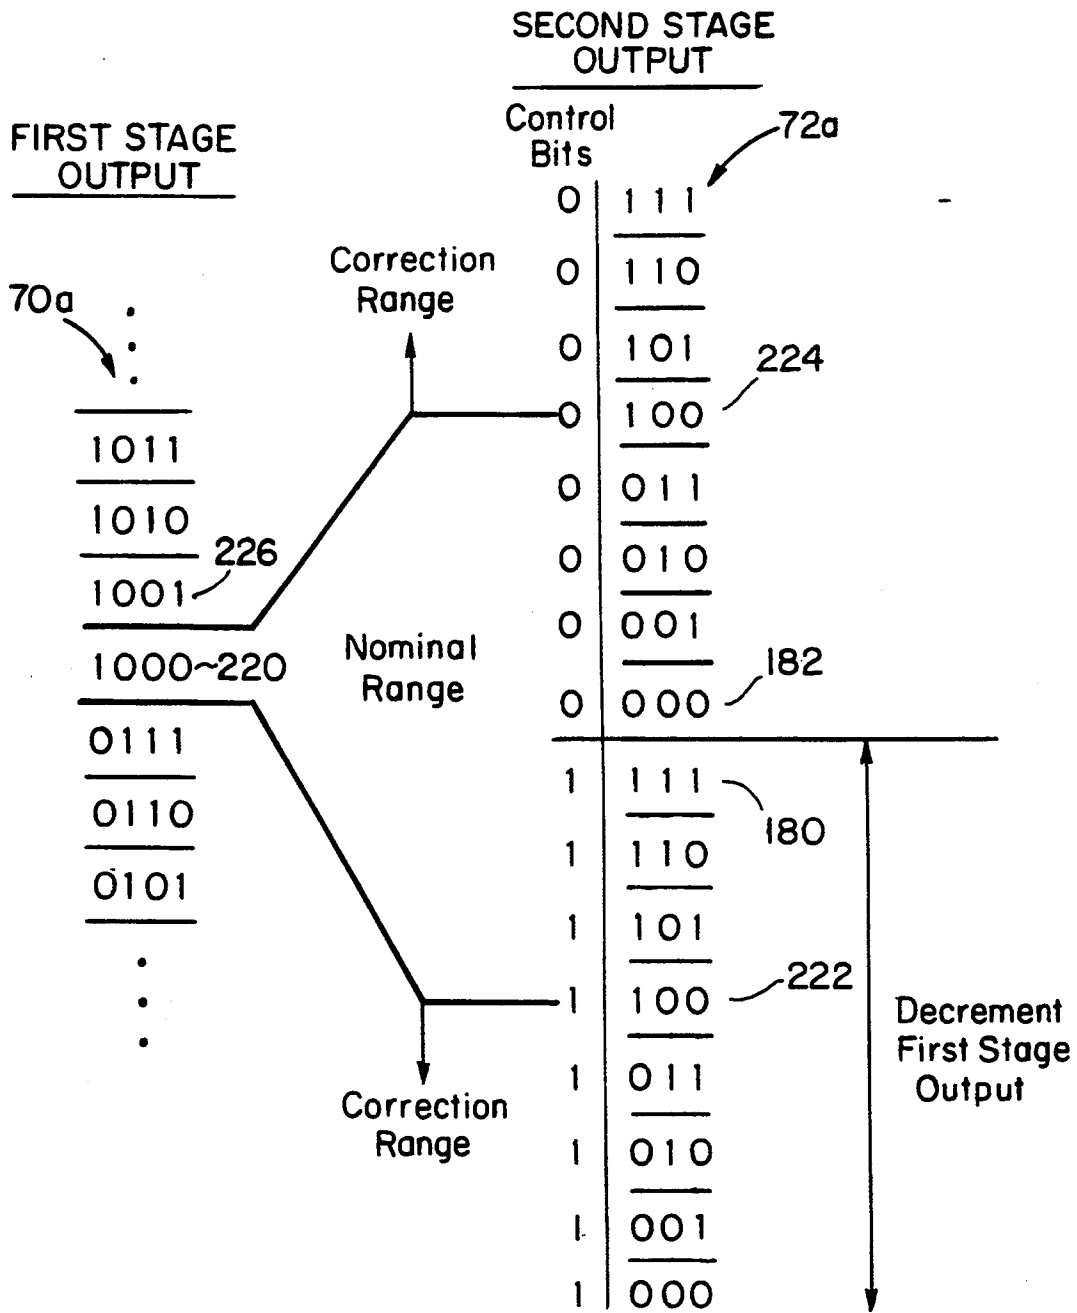 SECOND STAGE
OUTPUT
FIRST STAGE
OUTPUT
Control
Bits
72a
0 111
0 110
0 101
0 100
224
0 011
0 010
0 001
0 000
182
1 111
180
1 110
1 101
1 100
222
1 011
1 010
1 001
1 000
Correction
Range
70a
1011
1010
1001
226
1000~220
0111
0110
0101
Nominal
Range
Correction
Range
Decrement
First Stage
Output